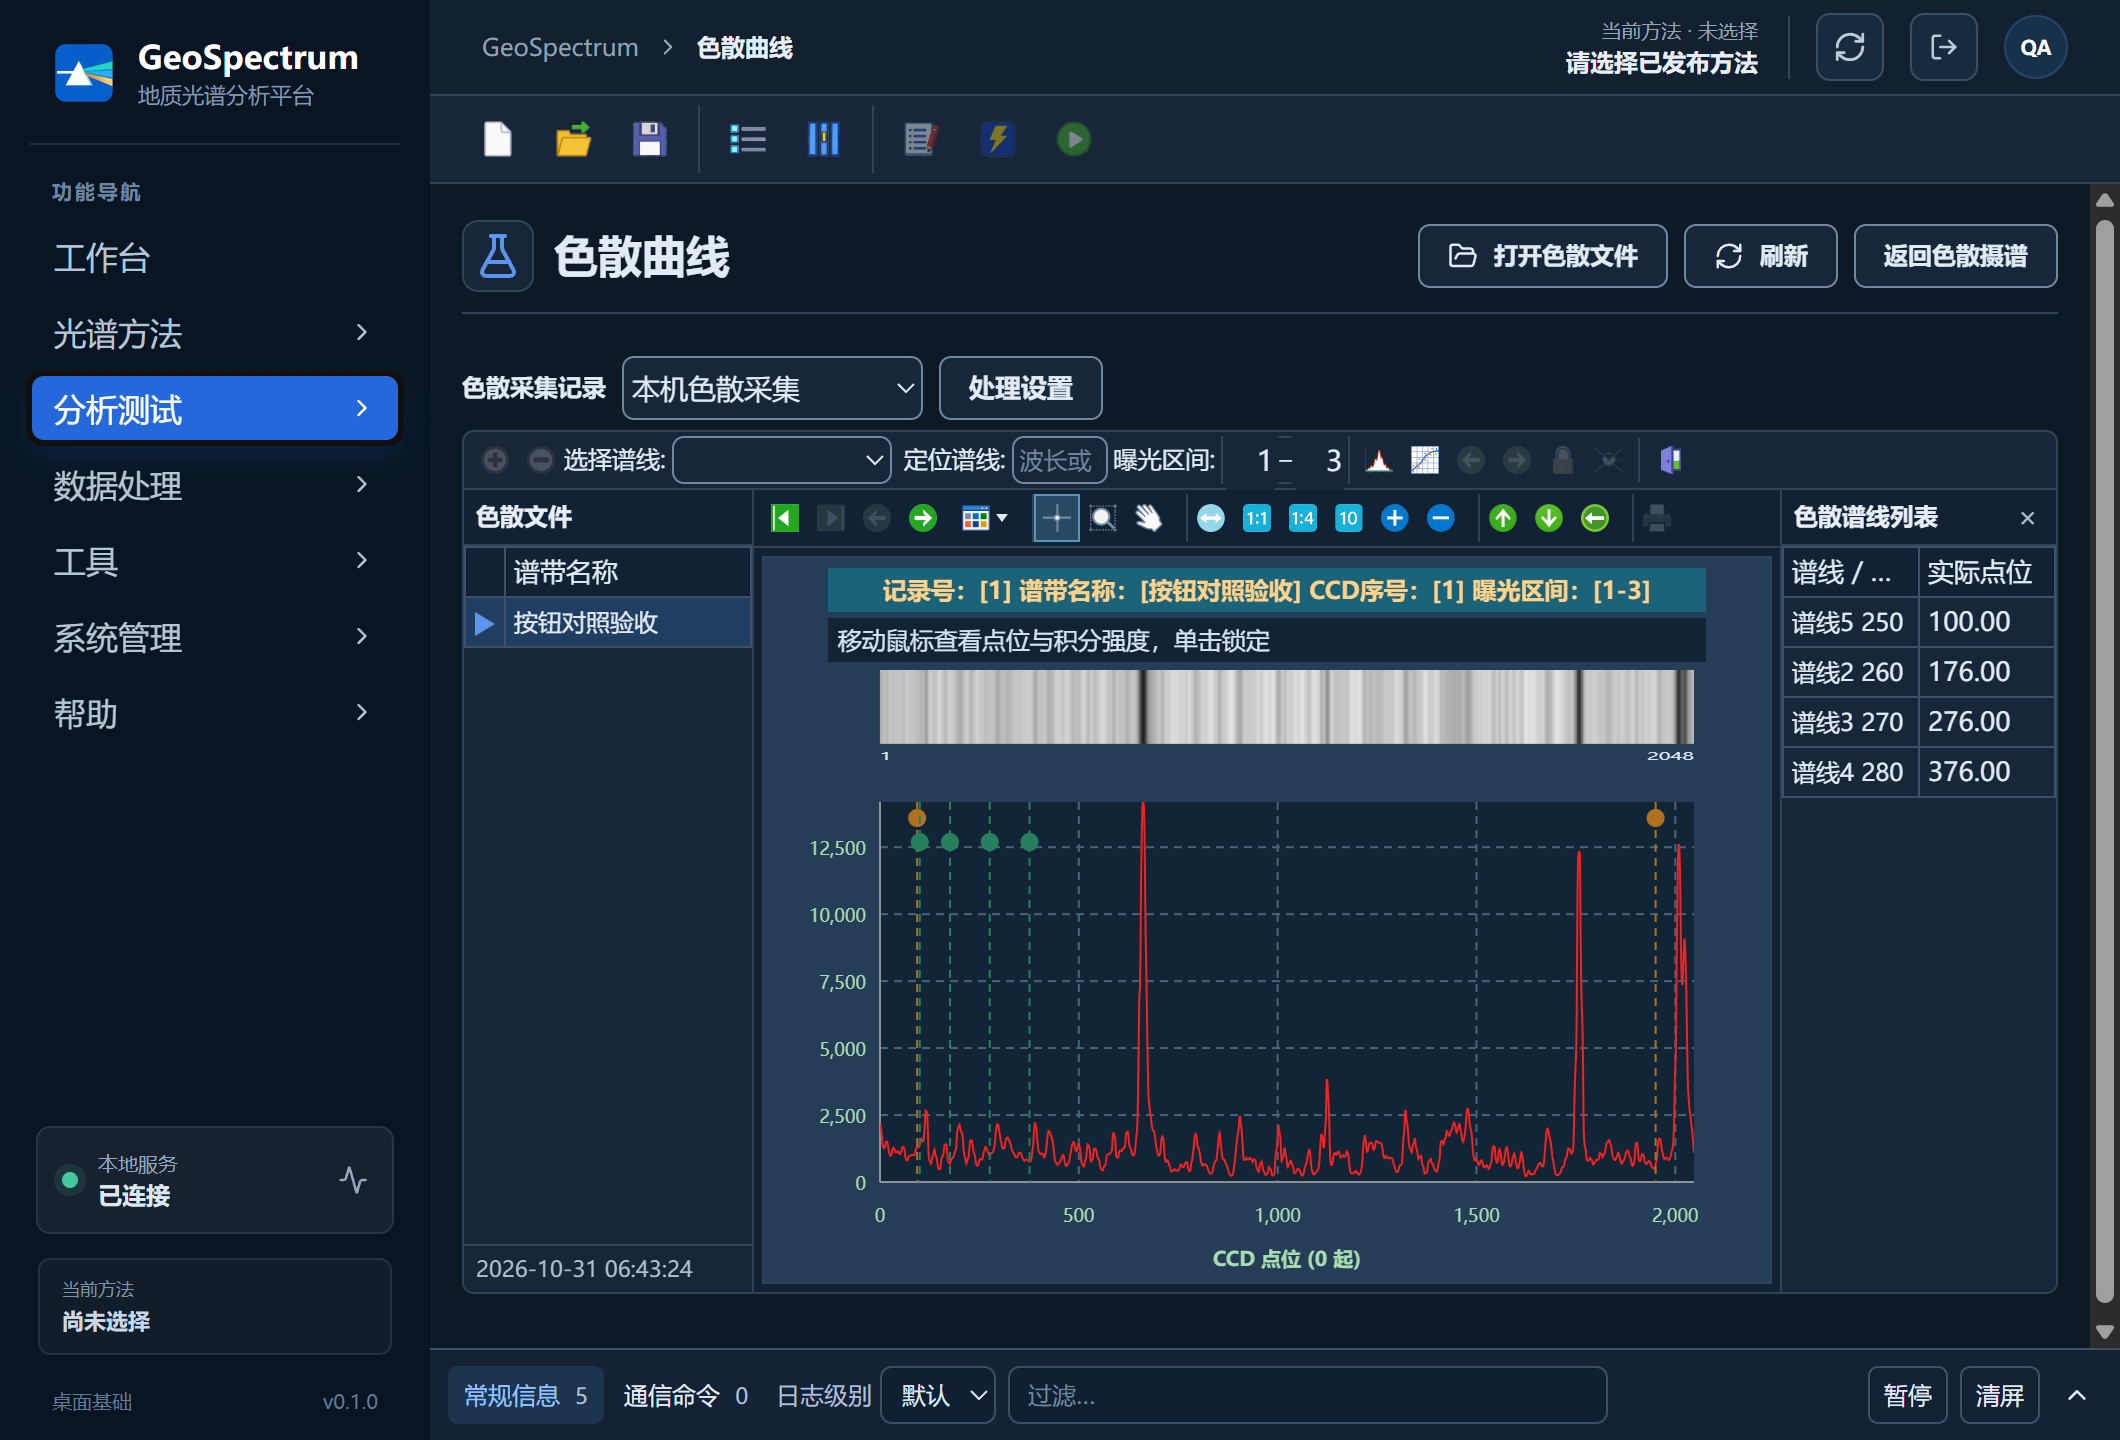 GeoSpectrum
地质光谱分析平台
功能导航
工作台
光谱方法
分析测试
数据处理
工具
系统管理
帮助
本地服务
已连接
当前方法
尚未选择
桌面基础 v0.1.0
GeoSpectrum > 色散曲线
当前方法 · 未选择
请选择已发布方法
QA
色散曲线
打开色散文件 刷新 返回色散摄谱
色散采集记录 本机色散采集 处理设置
选择谱线: 定位谱线: 波长或 曝光区间: 1 – 3
色散文件
谱带名称
按钮对照验收
2026-10-31 06:43:24
1:1 1:4 10
记录号：[1] 谱带名称：[按钮对照验收] CCD序号：[1] 曝光区间：[1-3]
移动鼠标查看点位与积分强度，单击锁定
1 2048
12,500
10,000
7,500
5,000
2,500
0
0 500 1,000 1,500 2,000
CCD 点位 (0 起)
色散谱线列表 ×
谱线 / ... 实际点位
谱线5 250 100.00
谱线2 260 176.00
谱线3 270 276.00
谱线4 280 376.00
常规信息 5 通信命令 0 日志级别 默认 过滤... 暂停 清屏